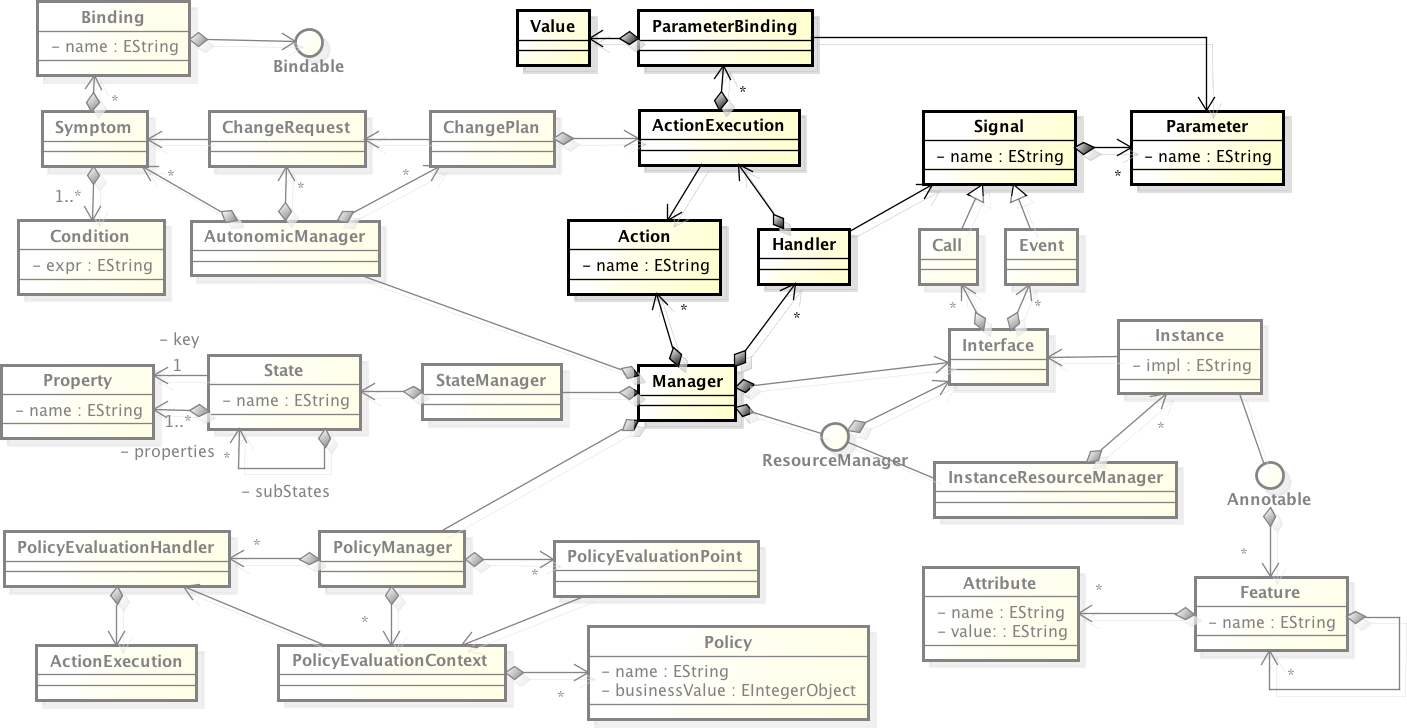 Binding
- name : EString
Bindable
Value
ParameterBinding
*
*
Symptom
ChangeRequest
ChangePlan
ActionExecution
Signal
- name : EString
Parameter
- name : EString
*
1..*
*
*
*
Condition
- expr : EString
AutonomicManager
Action
- name : EString
Handler
Call
Event
*
*
*
*
Interface
Instance
- impl : EString
- key
1
Property
- name : EString
State
- name : EString
StateManager
Manager
1..*
- properties
*
- subStates
ResourceManager
*
InstanceResourceManager
Annotable
*
PolicyEvaluationHandler
*
PolicyManager
*
PolicyEvaluationPoint
*
Attribute
- name : EString
- value: : EString
*
Feature
- name : EString
*
ActionExecution
PolicyEvaluationContext
*
Policy
- name : EString
- businessValue : EIntegerObject